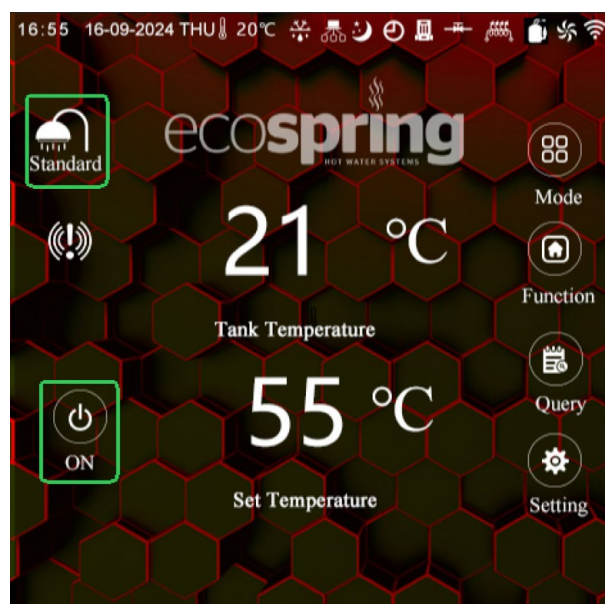 16:55 16-09-2024 THU 20℃
Standard
ecospring
HOT WATER SYSTEMS
Mode
21 °C
Function
Tank Temperature
55 °C
Query
ON
Set Temperature
Setting